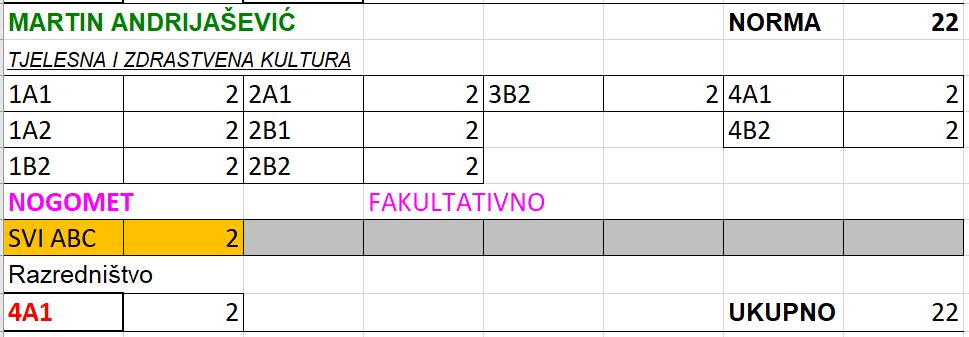 MARTIN ANDRIJAŠEVIĆ NORMA 22
TJELESNA I ZDRASTVENA KULTURA
1A1 2 2A1 2 3B2 2 4A1 2
1A2 2 2B1 2 4B2 2
1B2 2 2B2 2
NOGOMET FAKULTATIVNO
SVI ABC 2
Razredništvo
4A1 2 UKUPNO 22